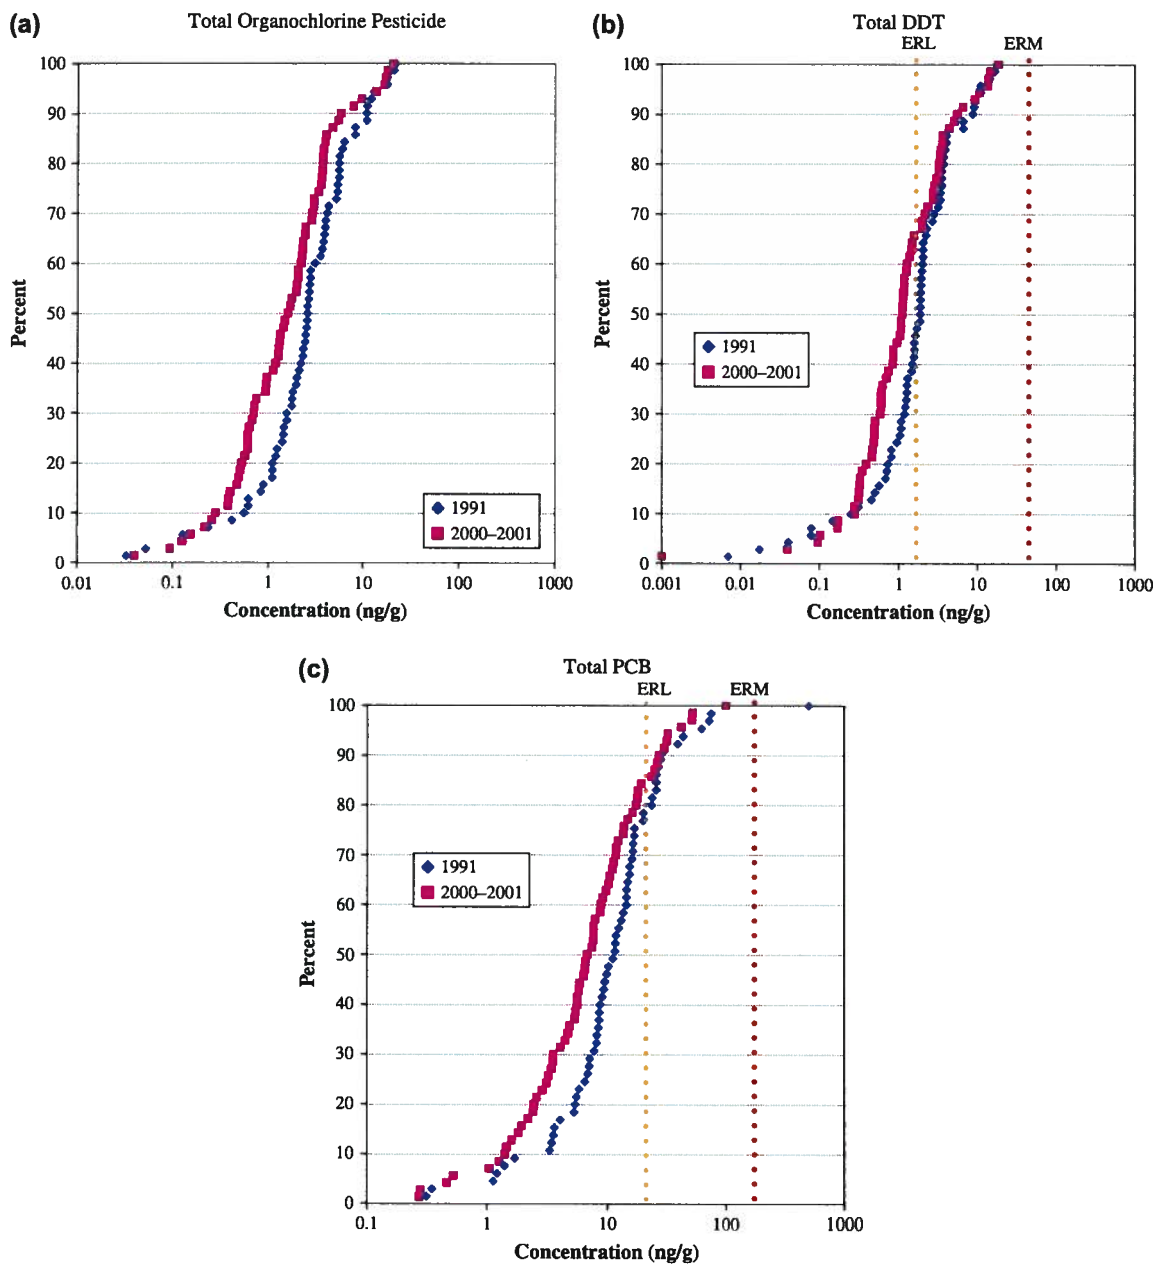 (a)
Total Organochlorine Pesticide
100
90
80
70
60
50
40
30
20
10
0
Percent
1991
2000–2001
0.01 0.1 1 10 100 1000
Concentration (ng/g)
(b)
Total DDT
ERL ERM
100
90
80
70
60
50
40
30
20
10
0
Percent
1991
2000–2001
0.001 0.01 0.1 1 10 100 1000
Concentration (ng/g)
(c)
Total PCB
ERL ERM
100
90
80
70
60
50
40
30
20
10
0
Percent
1991
2000–2001
0.1 1 10 100 1000
Concentration (ng/g)